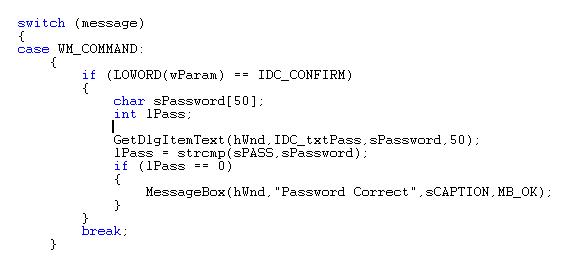 switch (message)
{
case WM_COMMAND:
{
if (LOWORD(wParam) == IDC_CONFIRM)
{
char sPassword[50];
int lPass;
GetDlgItemText(hWnd,IDC_txtPass,sPassword,50);
lPass = strcmp(sPASS,sPassword);
if (lPass == 0)
{
MessageBox(hWnd,"Password Correct",sCAPTION,MB_OK);
}
}
break;
}